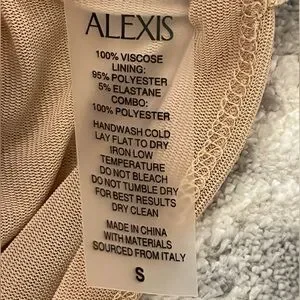 ALEXIS
100% VISCOSE
LINING:
95% POLYESTER
5% ELASTANE
COMBO:
100% POLYESTER
HANDWASH COLD
LAY FLAT TO DRY
IRON LOW
TEMPERATURE
DO NOT BLEACH
DO NOT TUMBLE DRY
FOR BEST RESULTS
DRY CLEAN
MADE IN CHINA
WITH MATERIALS
SOURCED FROM ITALY
S